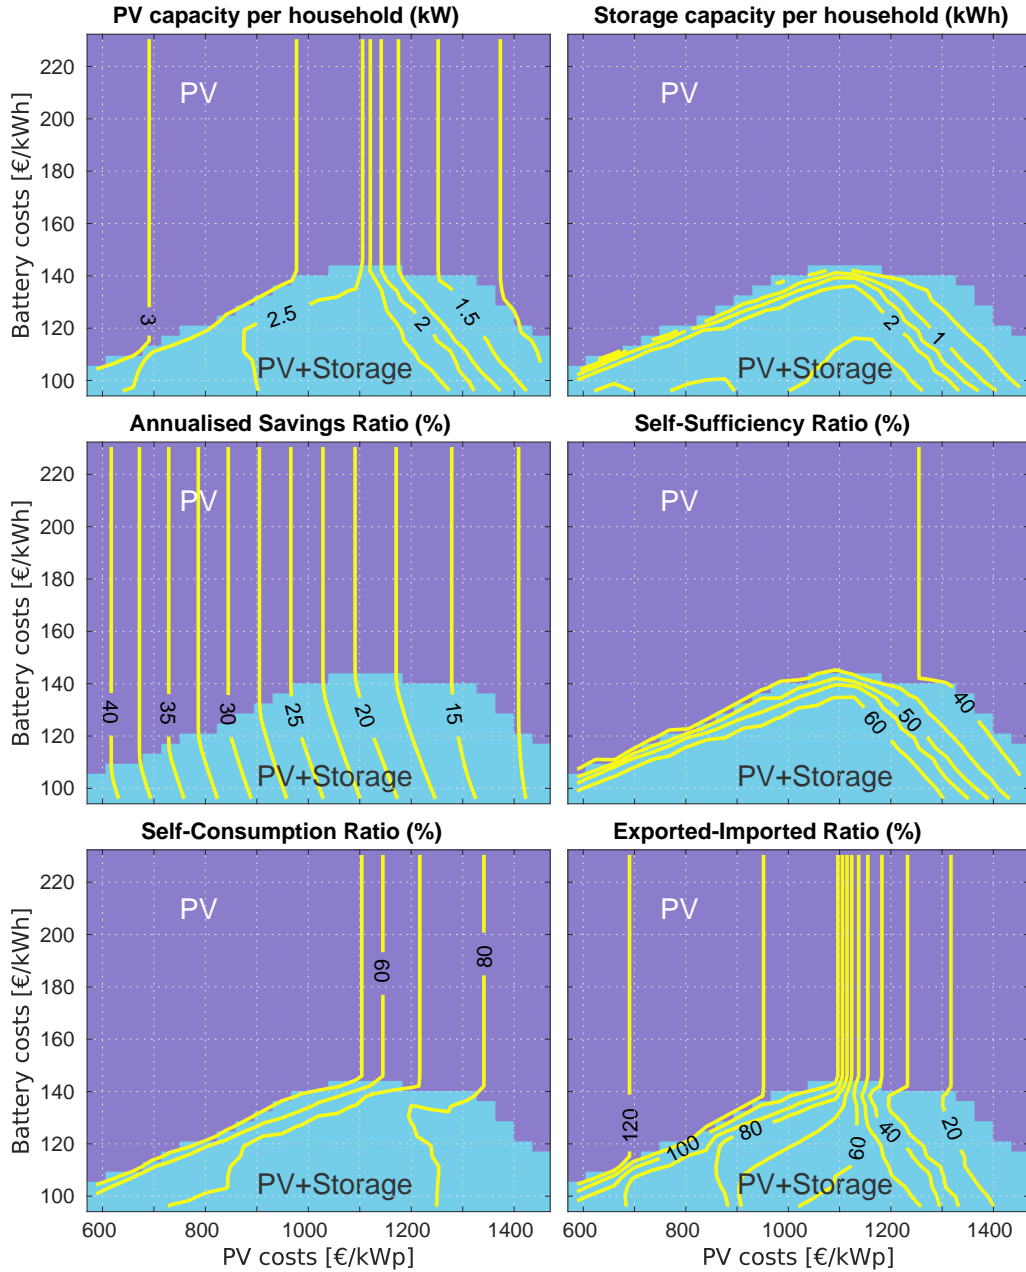 PV capacity per household (kW)
Storage capacity per household (kWh)
Battery costs [€/kWh]
220
200
180
160
140
120
100
PV
3
2.5
2
1.5
PV+Storage
PV
2
1
PV+Storage
Annualised Savings Ratio (%)
Self-Sufficiency Ratio (%)
Battery costs [€/kWh]
220
200
180
160
140
120
100
PV
40
35
30
25
20
15
PV+Storage
PV
60
50
40
PV+Storage
Self-Consumption Ratio (%)
Exported-Imported Ratio (%)
Battery costs [€/kWh]
220
200
180
160
140
120
100
PV
60
80
PV+Storage
PV
120
100
80
60
40
20
PV+Storage
600 800 1000 1200 1400
600 800 1000 1200 1400
PV costs [€/kWp]
PV costs [€/kWp]